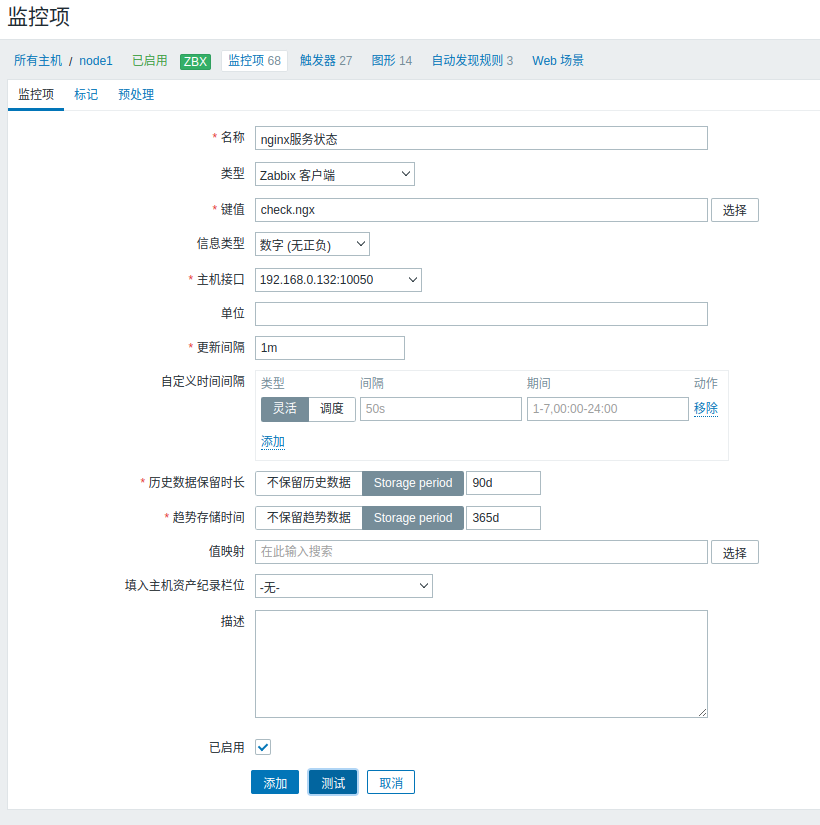 监控项
所有主机 / node1 已启用 ZBX 监控项 68 触发器 27 图形 14 自动发现规则 3 Web 场景
监控项 标记 预处理
* 名称 nginx服务状态
类型 Zabbix 客户端
* 键值 check.ngx 选择
信息类型 数字 (无正负)
* 主机接口 192.168.0.132:10050
单位
* 更新间隔 1m
自定义时间间隔 类型 间隔 期间 动作
灵活 调度 50s 1-7,00:00-24:00 移除
添加
* 历史数据保留时长 不保留历史数据 Storage period 90d
* 趋势存储时间 不保留趋势数据 Storage period 365d
值映射 在此输入搜索 选择
填入主机资产纪录栏位 -无-
描述
已启用
添加 测试 取消